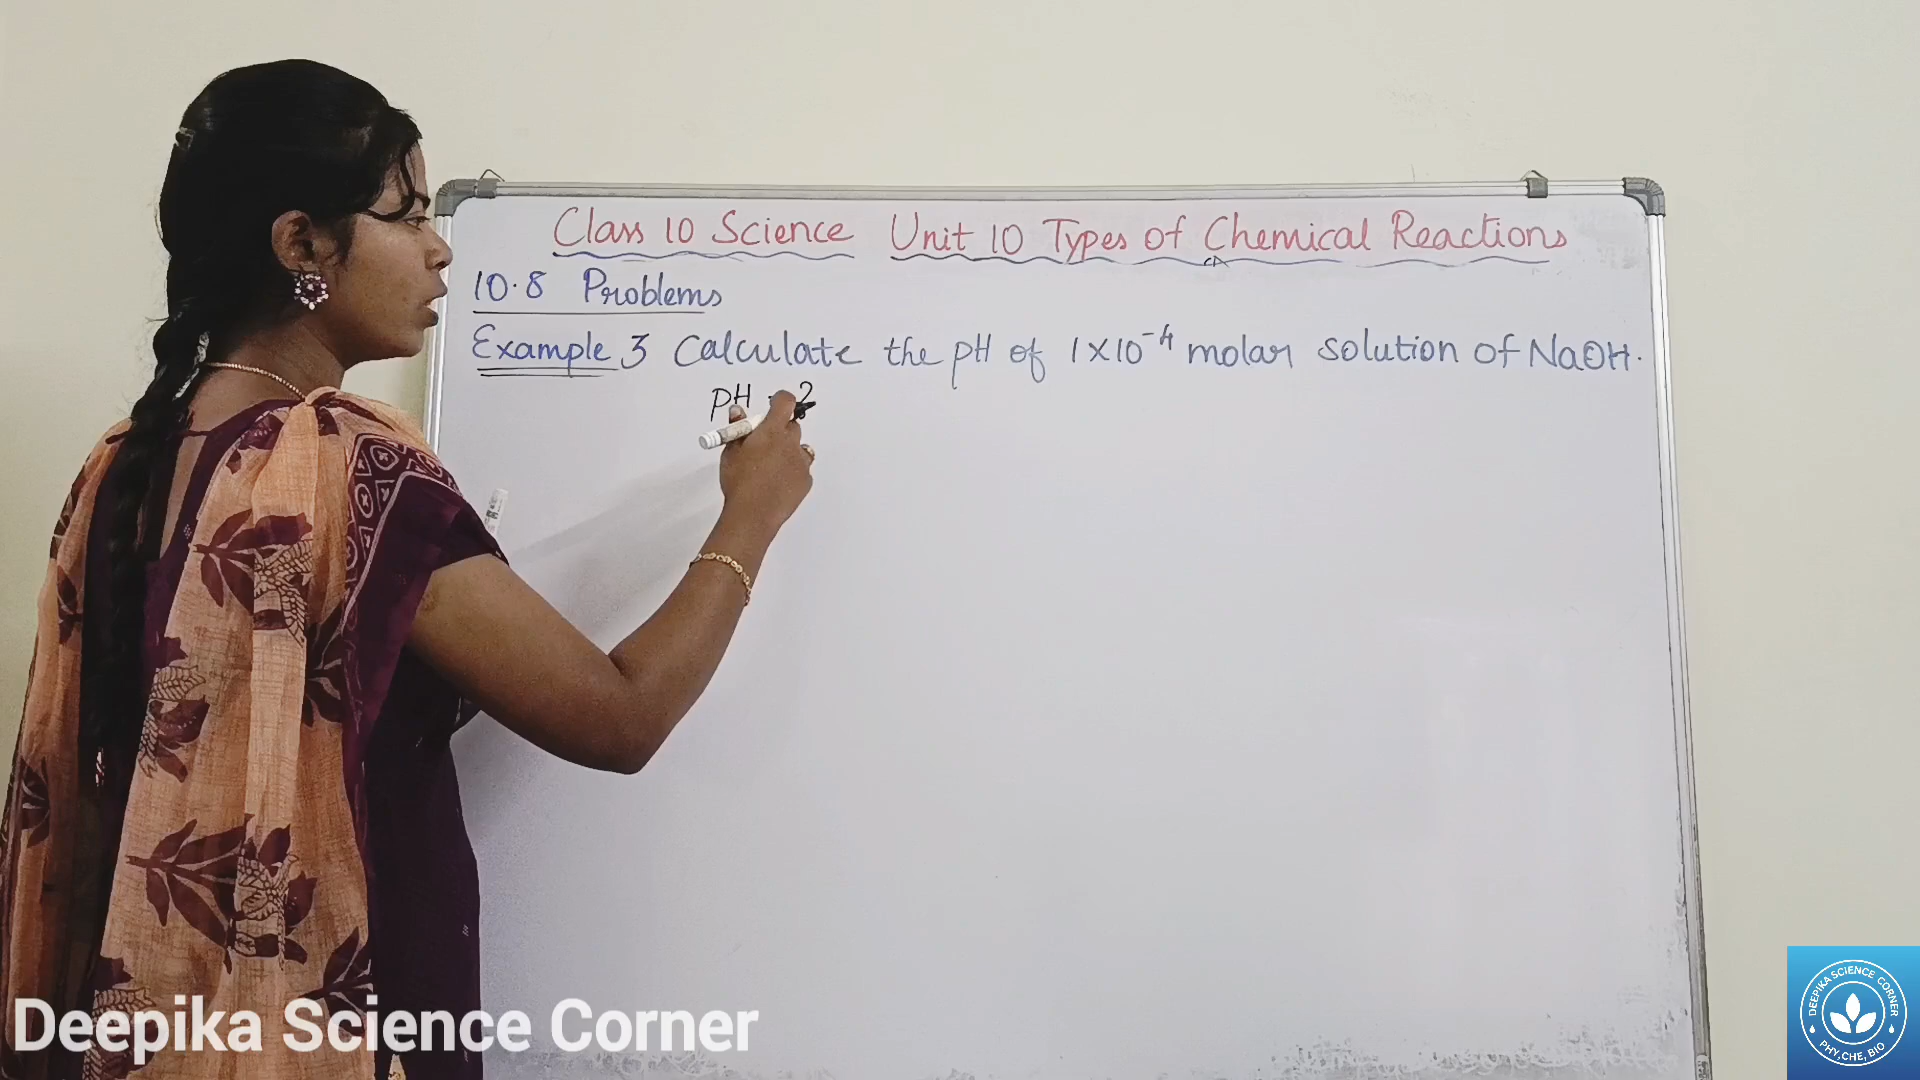 Class 10 Science Unit 10 Types of Chemical Reactions
10.8 Problems
Example 3 Calculate the pH of 1×10⁻⁴ molar solution of NaOH.
pH = ?
Deepika Science Corner
DEEPIKA SCIENCE CORNER
PHY, CHE, BIO